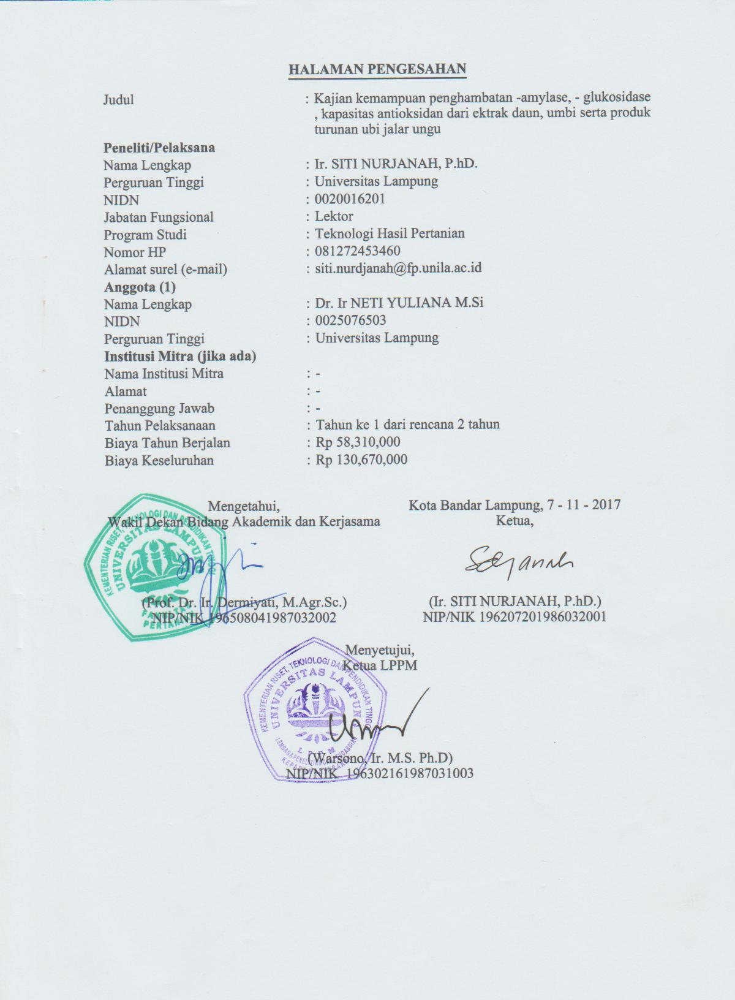 HALAMAN PENGESAHAN
Judul : Kajian kemampuan penghambatan -amylase, - glukosidase
, kapasitas antioksidan dari ektrak daun, umbi serta produk
turunan ubi jalar ungu
Peneliti/Pelaksana
Nama Lengkap : Ir. SITI NURJANAH, P.hD.
Perguruan Tinggi : Universitas Lampung
NIDN : 0020016201
Jabatan Fungsional : Lektor
Program Studi : Teknologi Hasil Pertanian
Nomor HP : 081272453460
Alamat surel (e-mail) : siti.nurdjanah@fp.unila.ac.id
Anggota (1)
Nama Lengkap : Dr. Ir NETI YULIANA M.Si
NIDN : 0025076503
Perguruan Tinggi : Universitas Lampung
Institusi Mitra (jika ada)
Nama Institusi Mitra : -
Alamat : -
Penanggung Jawab : -
Tahun Pelaksanaan : Tahun ke 1 dari rencana 2 tahun
Biaya Tahun Berjalan : Rp 58,310,000
Biaya Keseluruhan : Rp 130,670,000
Mengetahui,
Wakil Dekan Bidang Akademik dan Kerjasama
KEMENTERIAN RISET, TEKNOLOGI DAN PENDIDIKAN TINGGI
UNIVERSITAS LAMPUNG
FAKULTAS
PERTANIAN
(Prof. Dr. Ir. Dermiyati, M.Agr.Sc.)
NIP/NIK 196508041987032002
Kota Bandar Lampung, 7 - 11 - 2017
Ketua,
(Ir. SITI NURJANAH, P.hD.)
NIP/NIK 196207201986032001
Menyetujui,
Ketua LPPM
KEMENTERIAN RISET, TEKNOLOGI DAN PENDIDIKAN TINGGI
UNIVERSITAS LAMPUNG
L P P M
LEMBAGA PENELITIAN DAN PENGABDIAN
KEPADA MASYARAKAT
(Warsono, Ir. M.S. Ph.D)
NIP/NIK 196302161987031003